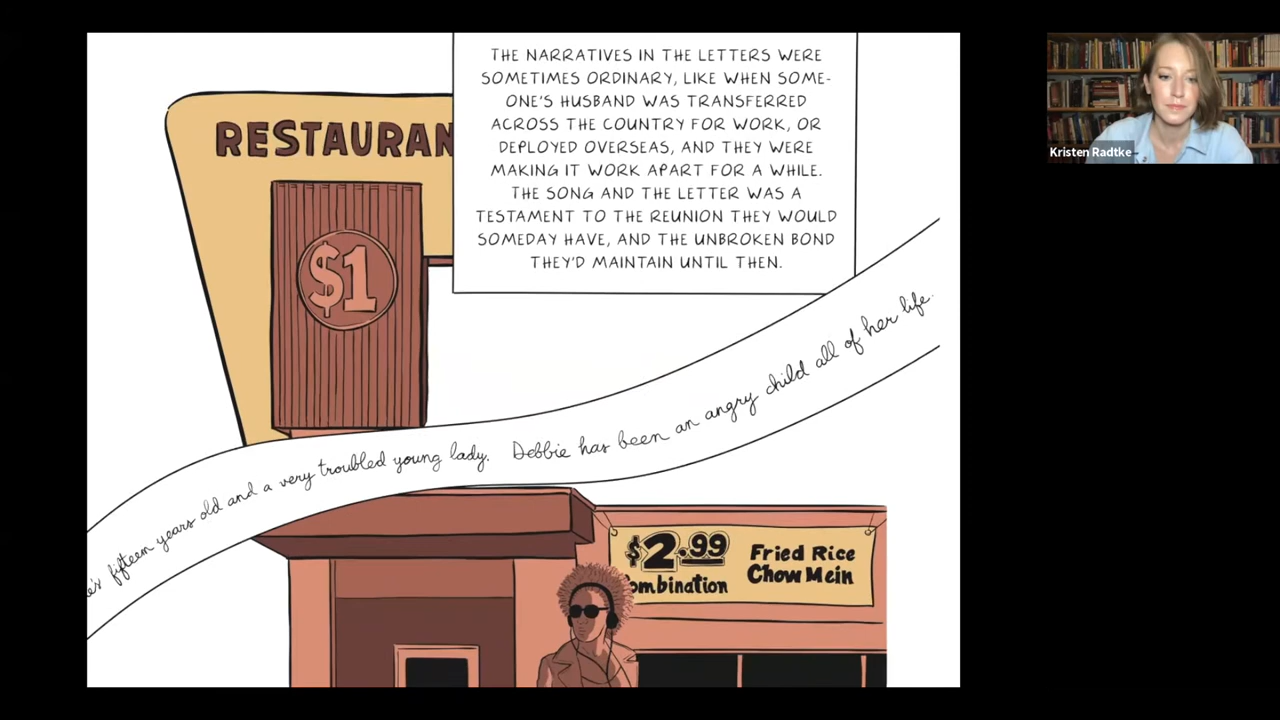 THE NARRATIVES IN THE LETTERS WERE
SOMETIMES ORDINARY, LIKE WHEN SOME-
ONE'S HUSBAND WAS TRANSFERRED
ACROSS THE COUNTRY FOR WORK, OR
DEPLOYED OVERSEAS, AND THEY WERE
MAKING IT WORK APART FOR A WHILE.
THE SONG AND THE LETTER WAS A
TESTAMENT TO THE REUNION THEY WOULD
SOMEDAY HAVE, AND THE UNBROKEN BOND
THEY'D MAINTAIN UNTIL THEN.
Kristen Radtke
RESTAURAN
$1
e's fifteen years old and a very troubled young lady. Debbie has been an angry child all of her life.
$2.99
ombination
Fried Rice
Chow Mein